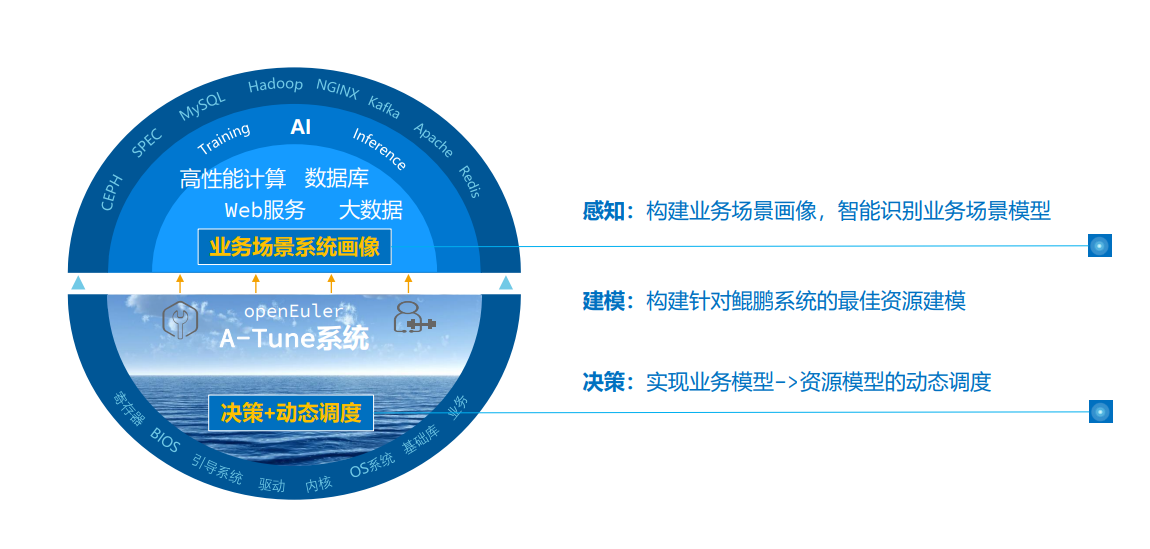 CEPH
SPEC
MySQL
Hadoop
NGINX
Kafka
Apache
Redis
Training
AI
Inference
高性能计算 数据库
Web服务 大数据
业务场景系统画像
openEuler
A-Tune系统
决策+动态调度
寄存器
BIOS
引导系统
驱动
内核
OS系统
基础库
业务
感知：构建业务场景画像，智能识别业务场景模型
建模：构建针对鲲鹏系统的最佳资源建模
决策：实现业务模型->资源模型的动态调度